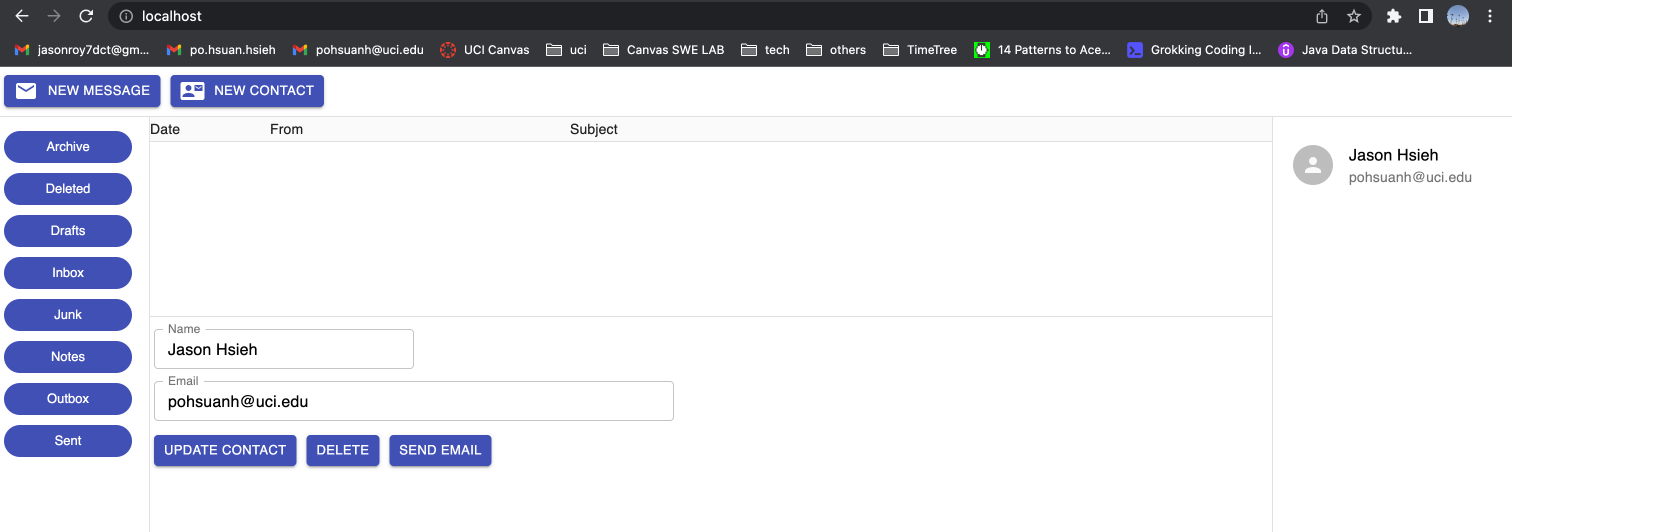 localhost
jasonroy7dct@gm... po.hsuan.hsieh pohsuanh@uci.edu UCI Canvas uci Canvas SWE LAB tech others TimeTree 14 Patterns to Ace... Grokking Coding I... Java Data Structu...
NEW MESSAGE NEW CONTACT
Date From Subject
Archive
Deleted
Drafts
Inbox
Junk
Notes
Outbox
Sent
Name
Jason Hsieh
Email
pohsuanh@uci.edu
UPDATE CONTACT DELETE SEND EMAIL
Jason Hsieh
pohsuanh@uci.edu